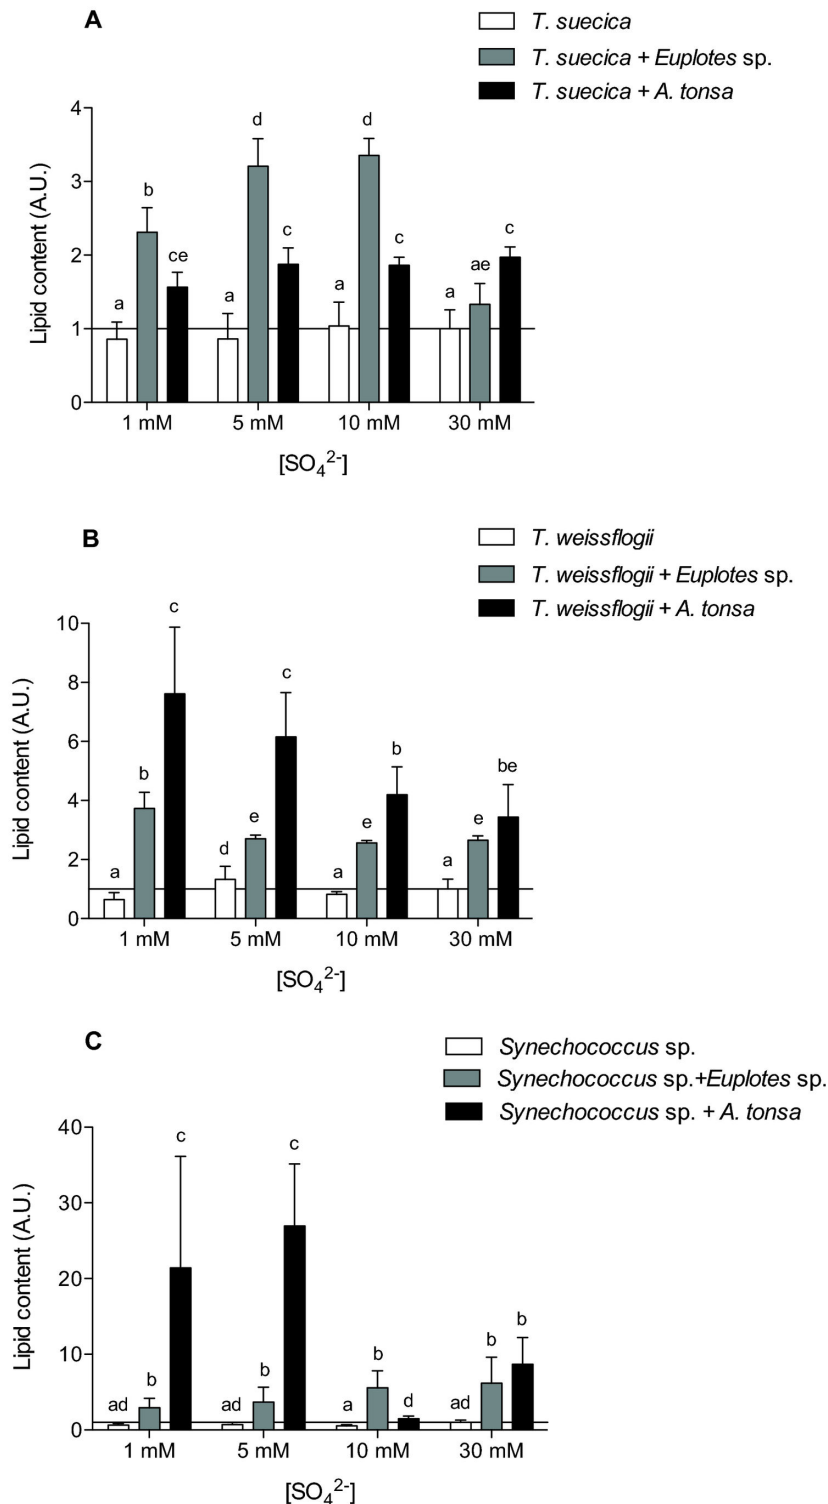 A
T. suecica
T. suecica + Euplotes sp.
T. suecica + A. tonsa
Lipid content (A.U.)
4
3
2
1
0
a
b
ce
a
d
c
a
d
c
a
ae
c
1 mM
5 mM
10 mM
30 mM
[SO₄²⁻]
B
T. weissflogii
T. weissflogii + Euplotes sp.
T. weissflogii + A. tonsa
Lipid content (A.U.)
10
8
6
4
2
0
a
b
c
d
e
c
a
e
b
a
e
be
1 mM
5 mM
10 mM
30 mM
[SO₄²⁻]
C
Synechococcus sp.
Synechococcus sp.+Euplotes sp.
Synechococcus sp. + A. tonsa
Lipid content (A.U.)
40
30
20
10
0
ad
b
c
ad
b
c
a
b
d
ad
b
b
1 mM
5 mM
10 mM
30 mM
[SO₄²⁻]